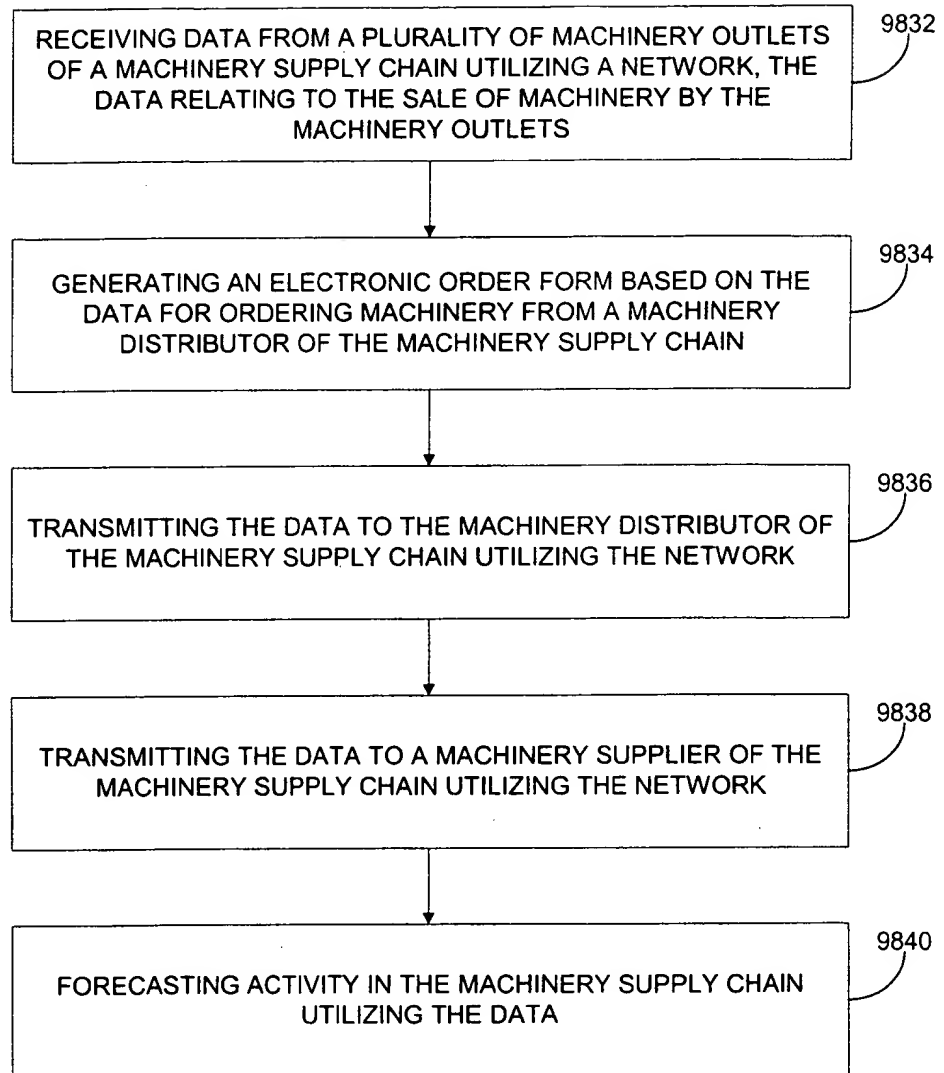 9832
RECEIVING DATA FROM A PLURALITY OF MACHINERY OUTLETS
OF A MACHINERY SUPPLY CHAIN UTILIZING A NETWORK, THE
DATA RELATING TO THE SALE OF MACHINERY BY THE
MACHINERY OUTLETS
9834
GENERATING AN ELECTRONIC ORDER FORM BASED ON THE
DATA FOR ORDERING MACHINERY FROM A MACHINERY
DISTRIBUTOR OF THE MACHINERY SUPPLY CHAIN
9836
TRANSMITTING THE DATA TO THE MACHINERY DISTRIBUTOR OF
THE MACHINERY SUPPLY CHAIN UTILIZING THE NETWORK
9838
TRANSMITTING THE DATA TO A MACHINERY SUPPLIER OF THE
MACHINERY SUPPLY CHAIN UTILIZING THE NETWORK
9840
FORECASTING ACTIVITY IN THE MACHINERY SUPPLY CHAIN
UTILIZING THE DATA